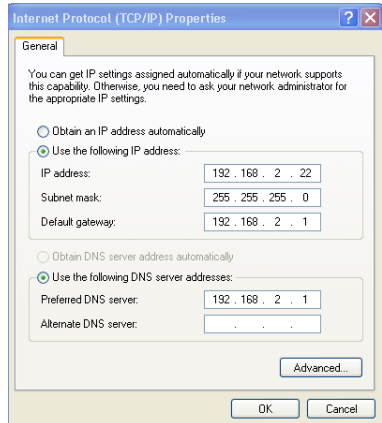 Internet Protocol (TCP/IP) Properties
General
You can get IP settings assigned automatically if your network supports
this capability. Otherwise, you need to ask your network administrator for
the appropriate IP settings.
Obtain an IP address automatically
Use the following IP address:
IP address: 192 . 168 . 2 . 22
Subnet mask: 255 . 255 . 255 . 0
Default gateway: 192 . 168 . 2 . 1
Obtain DNS server address automatically
Use the following DNS server addresses:
Preferred DNS server: 192 . 168 . 2 . 1
Alternate DNS server: . . .
Advanced...
OK Cancel